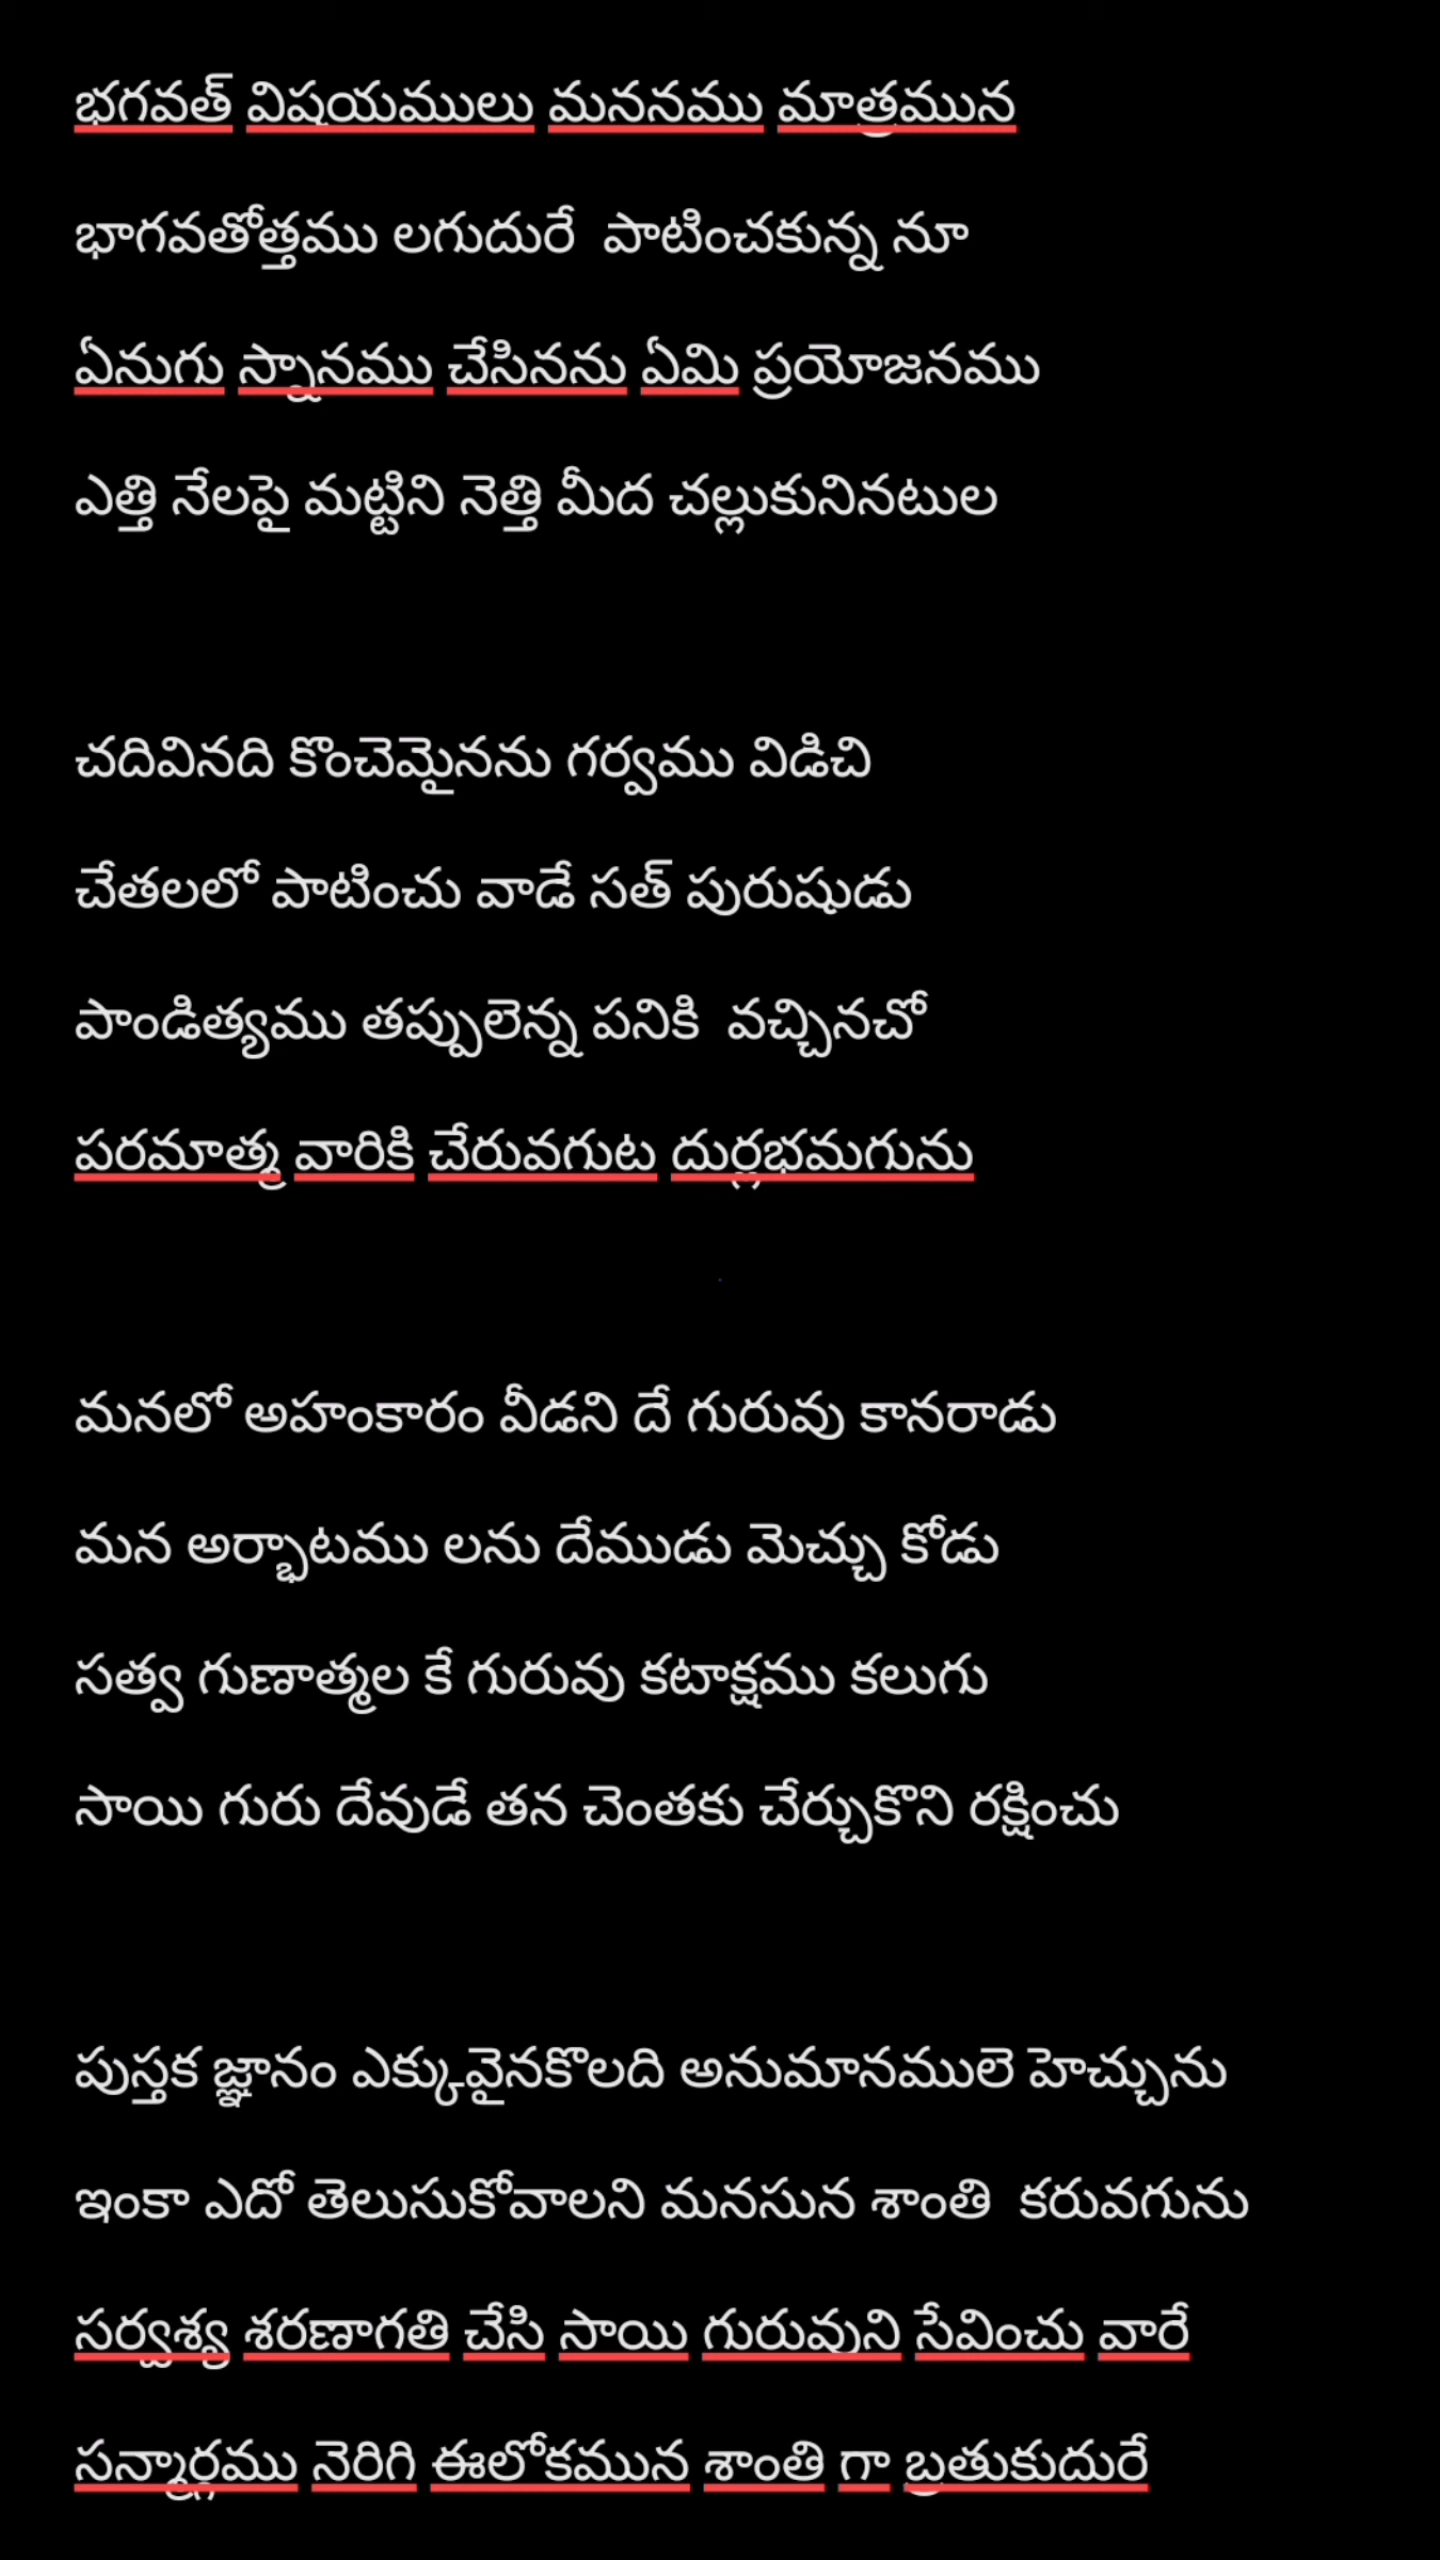 భగవత్ విషయములు మననము మాత్రమున
భాగవతోత్తము లగుదురే  పాటించకున్న నూ
ఏనుగు స్నానము చేసినను ఏమి ప్రయోజనము
ఎత్తి నేలపై మట్టిని నెత్తి మీద చల్లుకునినటుల
చదివినది కొంచెమైనను గర్వము విడిచి
చేతలలో పాటించు వాడే సత్ పురుషుడు
పాండిత్యము తప్పులెన్న పనికి  వచ్చినచో
పరమాత్మ వారికి చేరువగుట దుర్లభమగును
మనలో అహంకారం వీడని దే గురువు కానరాడు
మన అర్భాటము లను దేముడు మెచ్చు కోడు
సత్వ గుణాత్మల కే గురువు కటాక్షము కలుగు
సాయి గురు దేవుడే తన చెంతకు చేర్చుకొని రక్షించు
పుస్తక జ్ఞానం ఎక్కువైనకొలది అనుమానములె హెచ్చును
ఇంకా ఎదో తెలుసుకోవాలని మనసున శాంతి  కరువగును
సర్వశ్య శరణాగతి చేసి సాయి గురువుని సేవించు వారే
సన్మార్గము నెరిగి ఈలోకమున శాంతి గా బ్రతుకుదురే